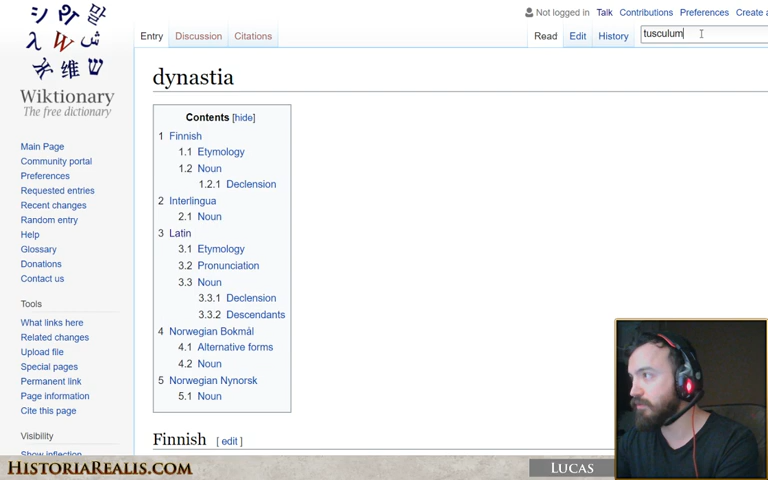 Not logged in Talk Contributions Preferences Create a
Entry Discussion Citations Read Edit History tusculum
Wiktionary
The free dictionary
dynastia
Contents [hide]
1 Finnish
1.1 Etymology
1.2 Noun
1.2.1 Declension
2 Interlingua
2.1 Noun
3 Latin
3.1 Etymology
3.2 Pronunciation
3.3 Noun
3.3.1 Declension
3.3.2 Descendants
4 Norwegian Bokmål
4.1 Alternative forms
4.2 Noun
5 Norwegian Nynorsk
5.1 Noun
Finnish [ edit ]
Main Page
Community portal
Preferences
Requested entries
Recent changes
Random entry
Help
Glossary
Donations
Contact us
Tools
What links here
Related changes
Upload file
Special pages
Permanent link
Page information
Cite this page
Visibility
Show inflection
HISTORIAREALIS.COM
LUCAS